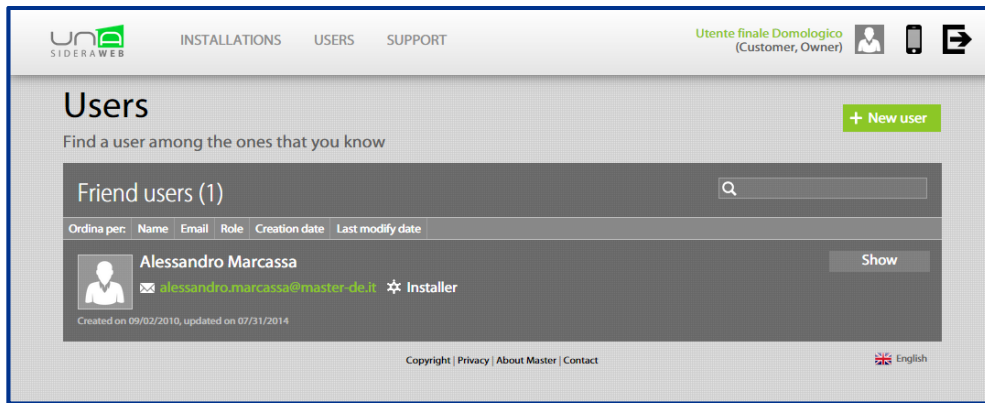 una
SIDERAWEB
INSTALLATIONS USERS SUPPORT
Utente finale Domologico
(Customer, Owner)
Users
+ New user
Find a user among the ones that you know
Friend users (1)
Ordina per: Name Email Role Creation date Last modify date
Alessandro Marcassa
Show
alessandro.marcassa@master-de.it Installer
Created on 09/02/2010, updated on 07/31/2014
Copyright | Privacy | About Master | Contact
English